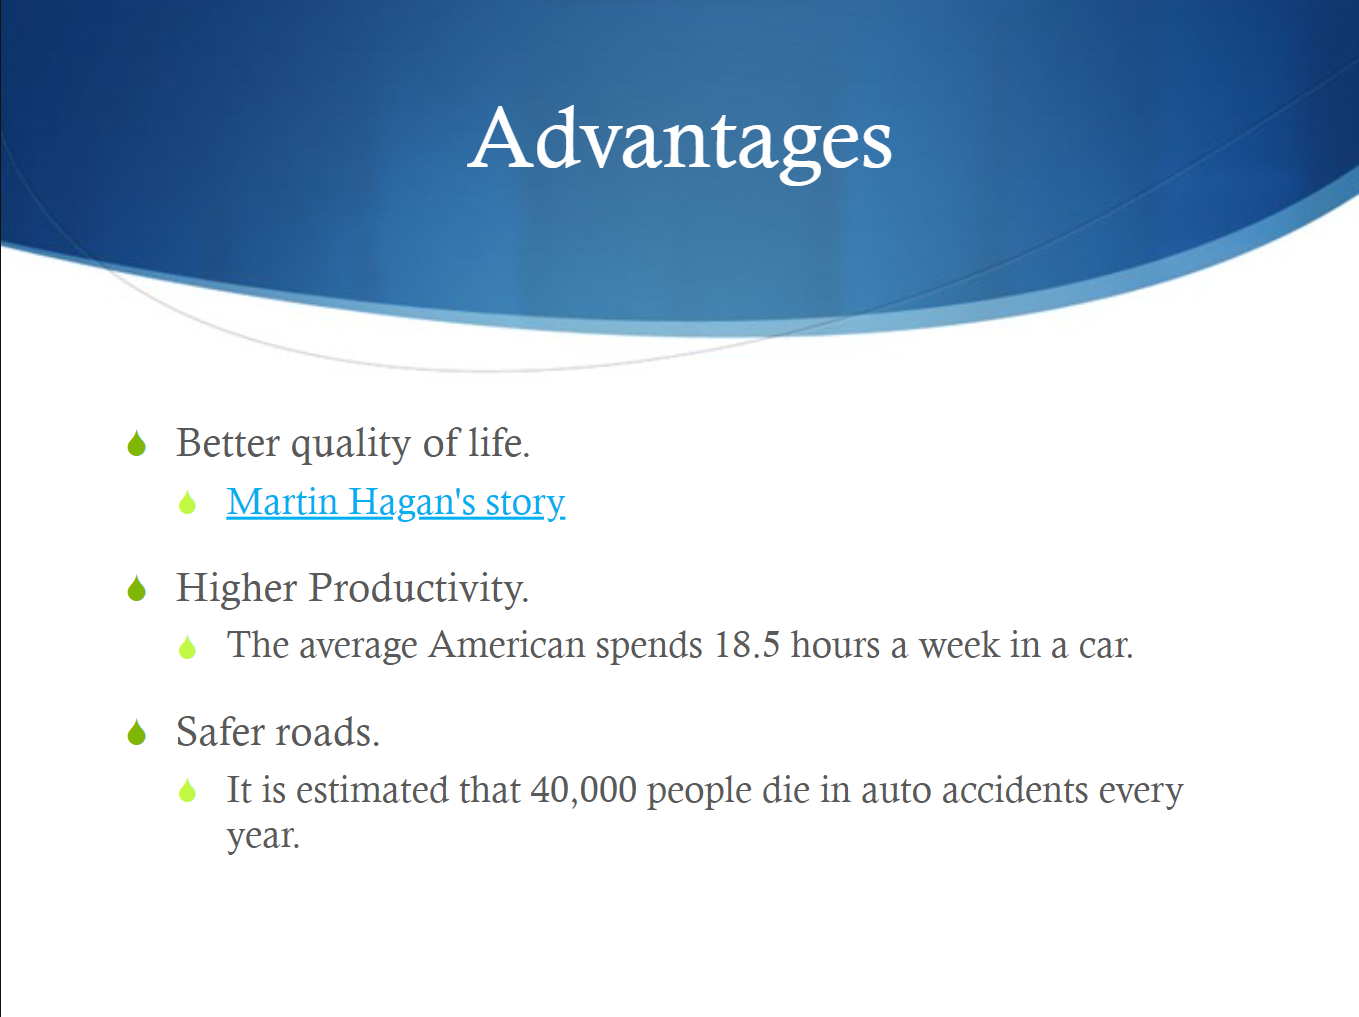 Advantages
Better quality of life.
Martin Hagan's story
Higher Productivity.
The average American spends 18.5 hours a week in a car.
Safer roads.
It is estimated that 40,000 people die in auto accidents every
year.